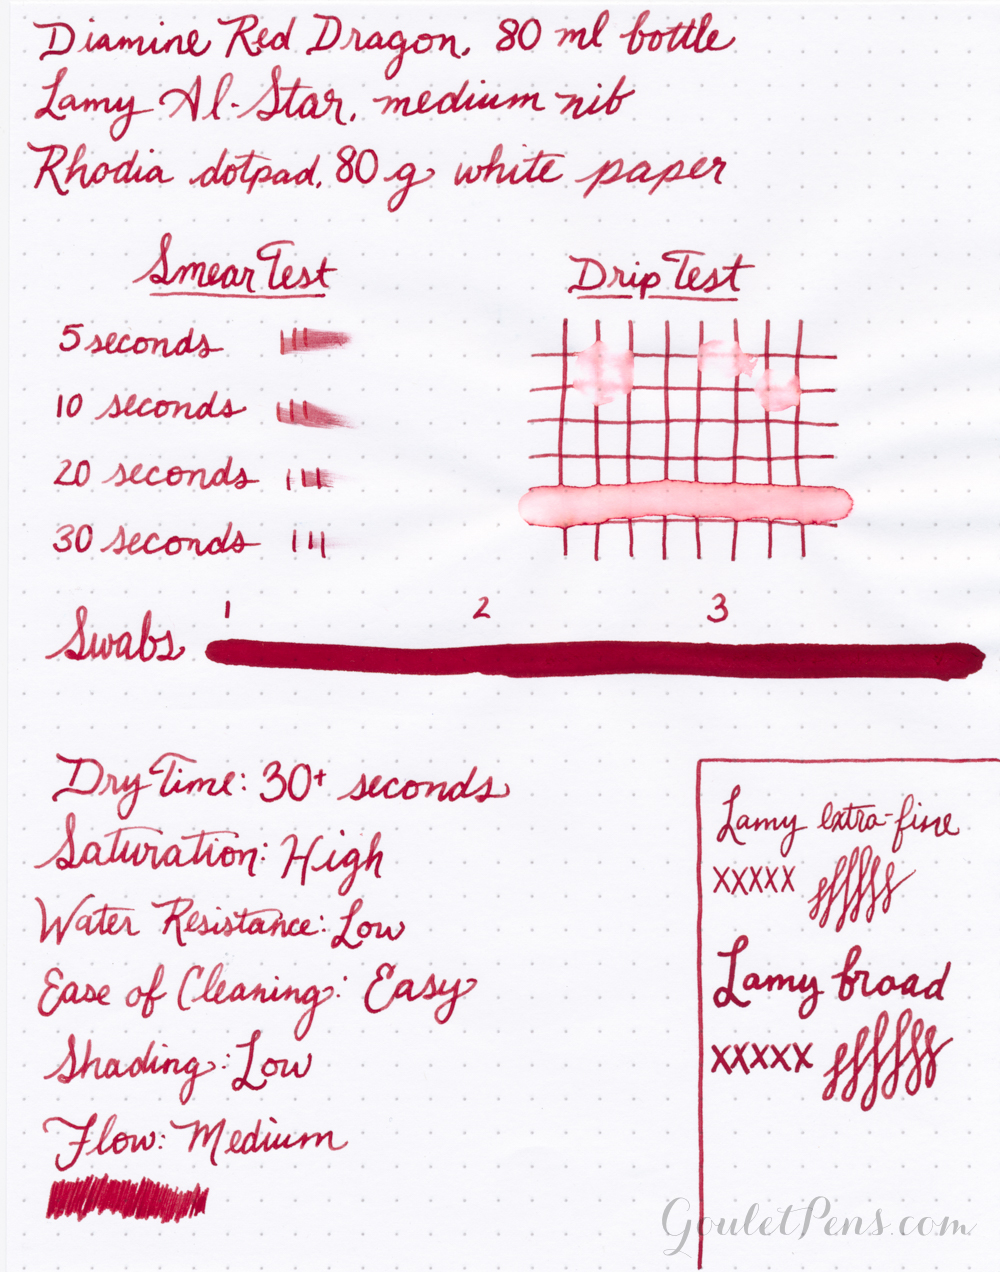 Diamine Red Dragon, 80 ml bottle
Lamy Al-Star, medium nib
Rhodia dotpad, 80 g white paper
Smear Test
5 seconds
10 seconds
20 seconds
30 seconds
Drip Test
Swabs
1 2 3
Dry Time: 30+ seconds
Saturation: High
Water Resistance: Low
Ease of Cleaning: Easy
Shading: Low
Flow: Medium
Lamy extra-fine
XXXXX
Lamy broad
XXXXX
GouletPens.com